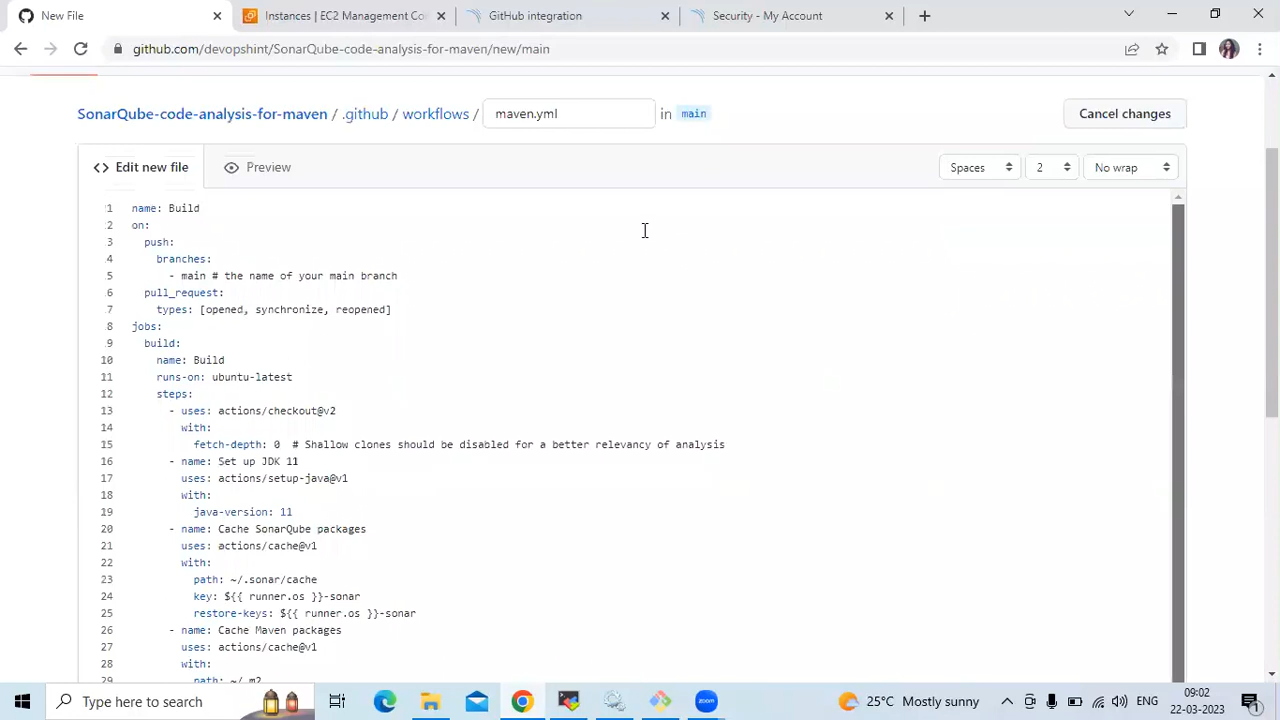 New File
Instances | EC2 Management Co
GitHub integration
Security - My Account
github.com/devopshint/SonarQube-code-analysis-for-maven/new/main
SonarQube-code-analysis-for-maven / .github / workflows / maven.yml in main
Cancel changes
<> Edit new file
Preview
Spaces
2
No wrap
1 name: Build
2 on:
3 push:
4 branches:
5 - main # the name of your main branch
6 pull_request:
7 types: [opened, synchronize, reopened]
8 jobs:
9 build:
10 name: Build
11 runs-on: ubuntu-latest
12 steps:
13 - uses: actions/checkout@v2
14 with:
15 fetch-depth: 0 # Shallow clones should be disabled for a better relevancy of analysis
16 - name: Set up JDK 11
17 uses: actions/setup-java@v1
18 with:
19 java-version: 11
20 - name: Cache SonarQube packages
21 uses: actions/cache@v1
22 with:
23 path: ~/.sonar/cache
24 key: ${{ runner.os }}-sonar
25 restore-keys: ${{ runner.os }}-sonar
26 - name: Cache Maven packages
27 uses: actions/cache@v1
28 with:
29 path: ~/.m2
Type here to search
zoom
25°C Mostly sunny
ENG
09:02
22-03-2023
1